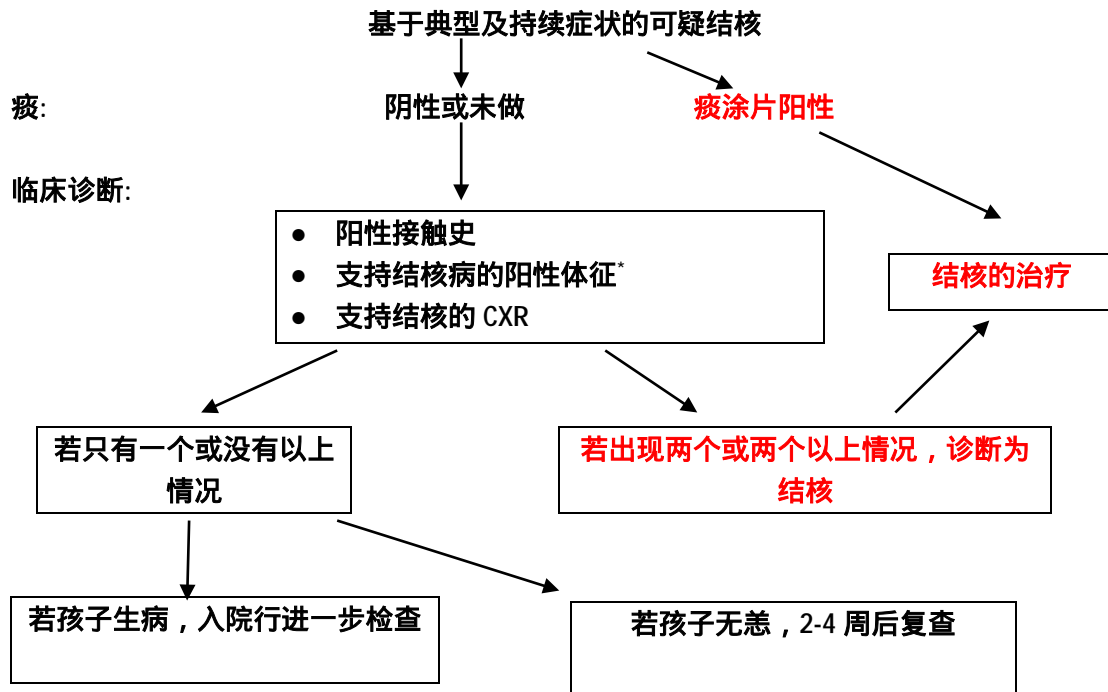 基于典型及持续症状的可疑结核
痰:
阴性或未做
痰涂片阳性
临床诊断:
● 阳性接触史
● 支持结核病的阳性体征*
● 支持结核的 CXR
结核的治疗
若只有一个或没有以上
情况
若出现两个或两个以上情况，诊断为
结核
若孩子生病，入院行进一步检查
若孩子无恙，2-4 周后复查